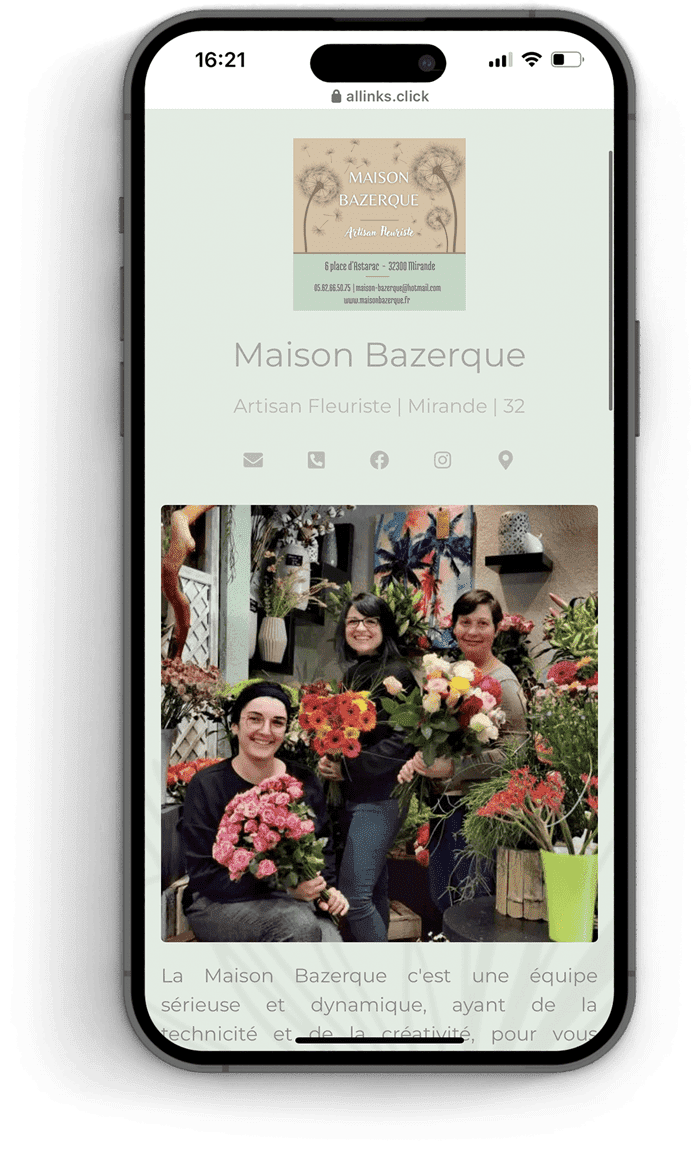 16:21
allinks.click
MAISON
BAZERQUE
Artisan Fleuriste
6 place d'Astarac - 32300 Mirande
05.62.66.50.75 | maison-bazerque@hotmail.com
www.maisonbazerque.fr
Maison Bazerque
Artisan Fleuriste | Mirande | 32
La Maison Bazerque c'est une équipe
sérieuse et dynamique, ayant de la
technicité et de la créativité, pour vous